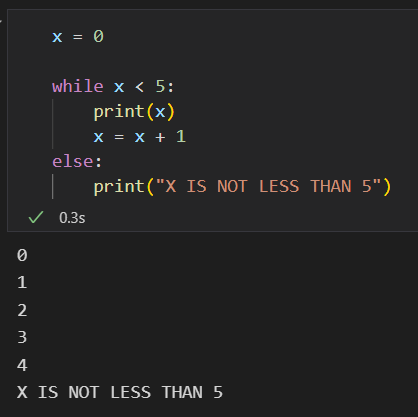 x = 0
while x < 5:
    print(x)
    x = x + 1
else:
    print("X IS NOT LESS THAN 5")
0.3s
0
1
2
3
4
X IS NOT LESS THAN 5